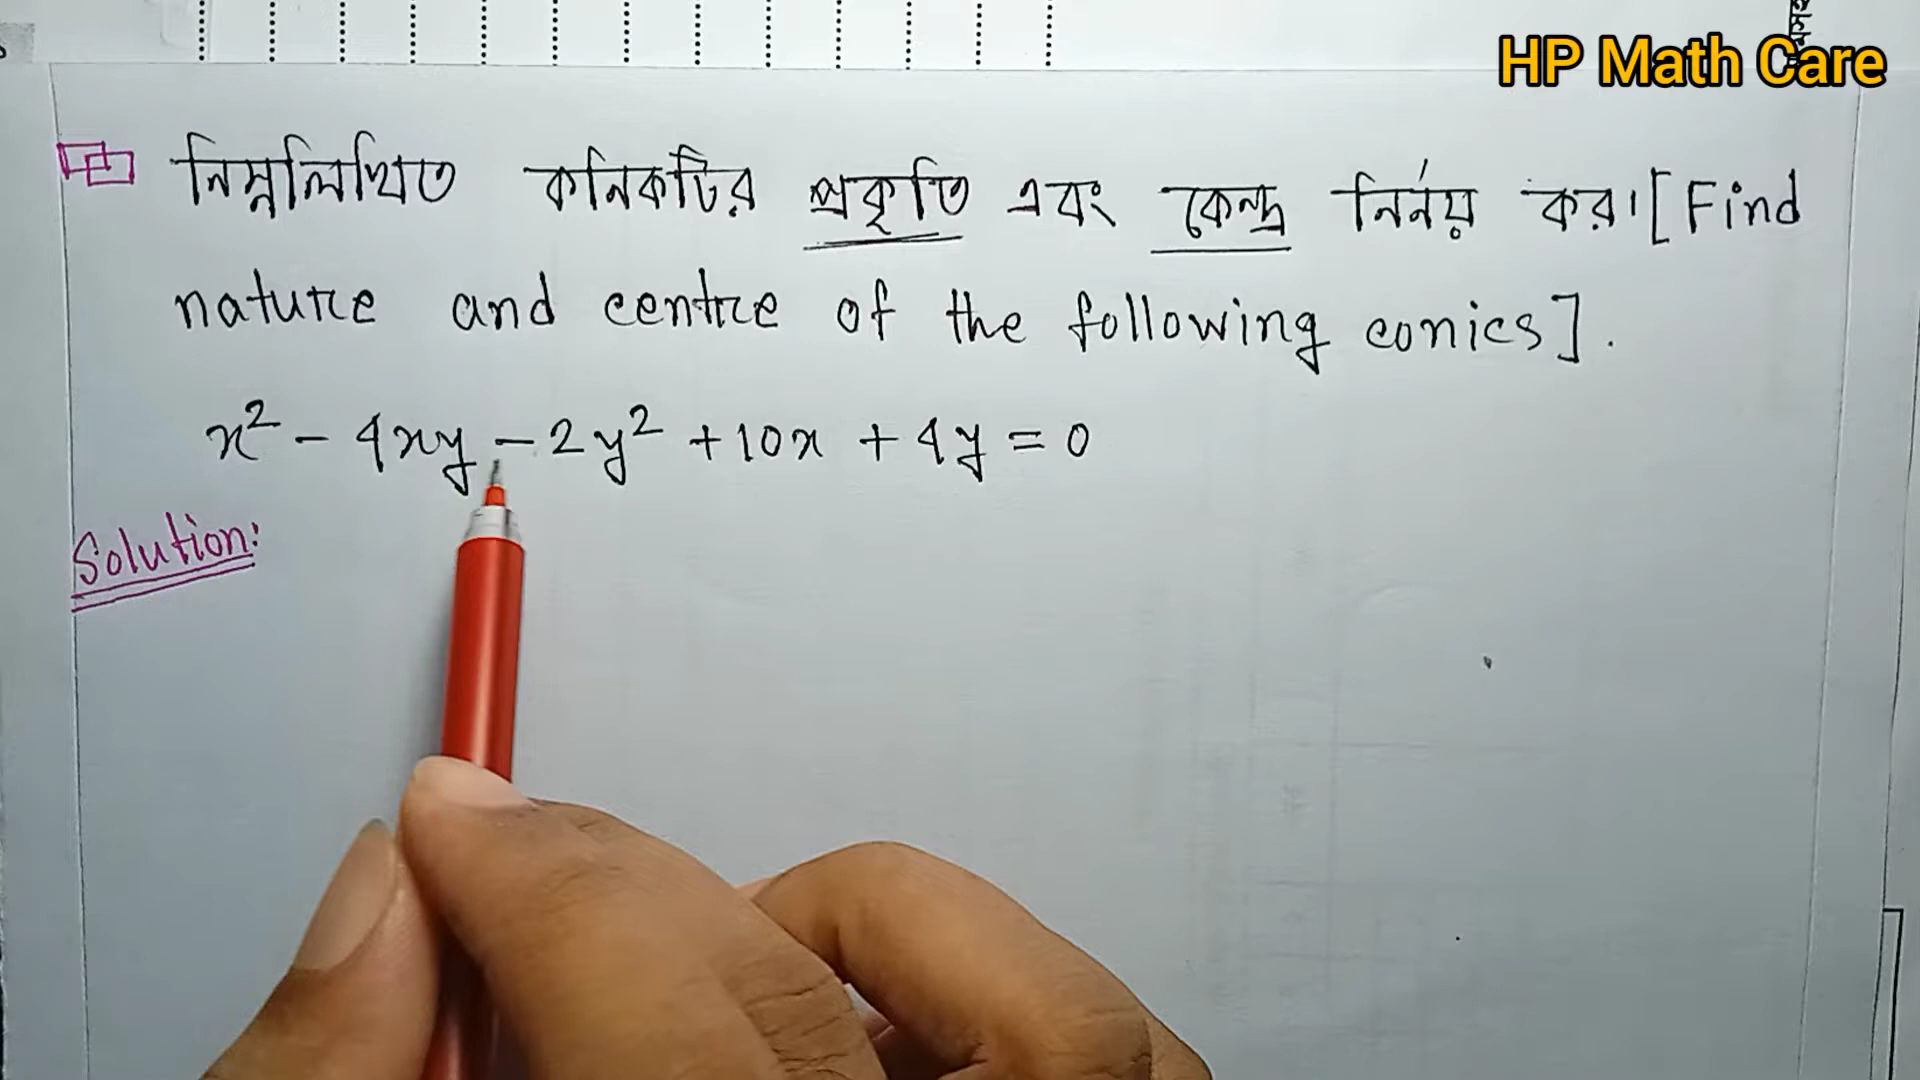 HP Math Care
নিম্নলিখিত কনিকটির প্রকৃতি এবং কেন্দ্র নির্নয় কর। [Find
nature and centre of the following conics].
x² - 4xy - 2y² + 10x + 4y = 0
Solution: